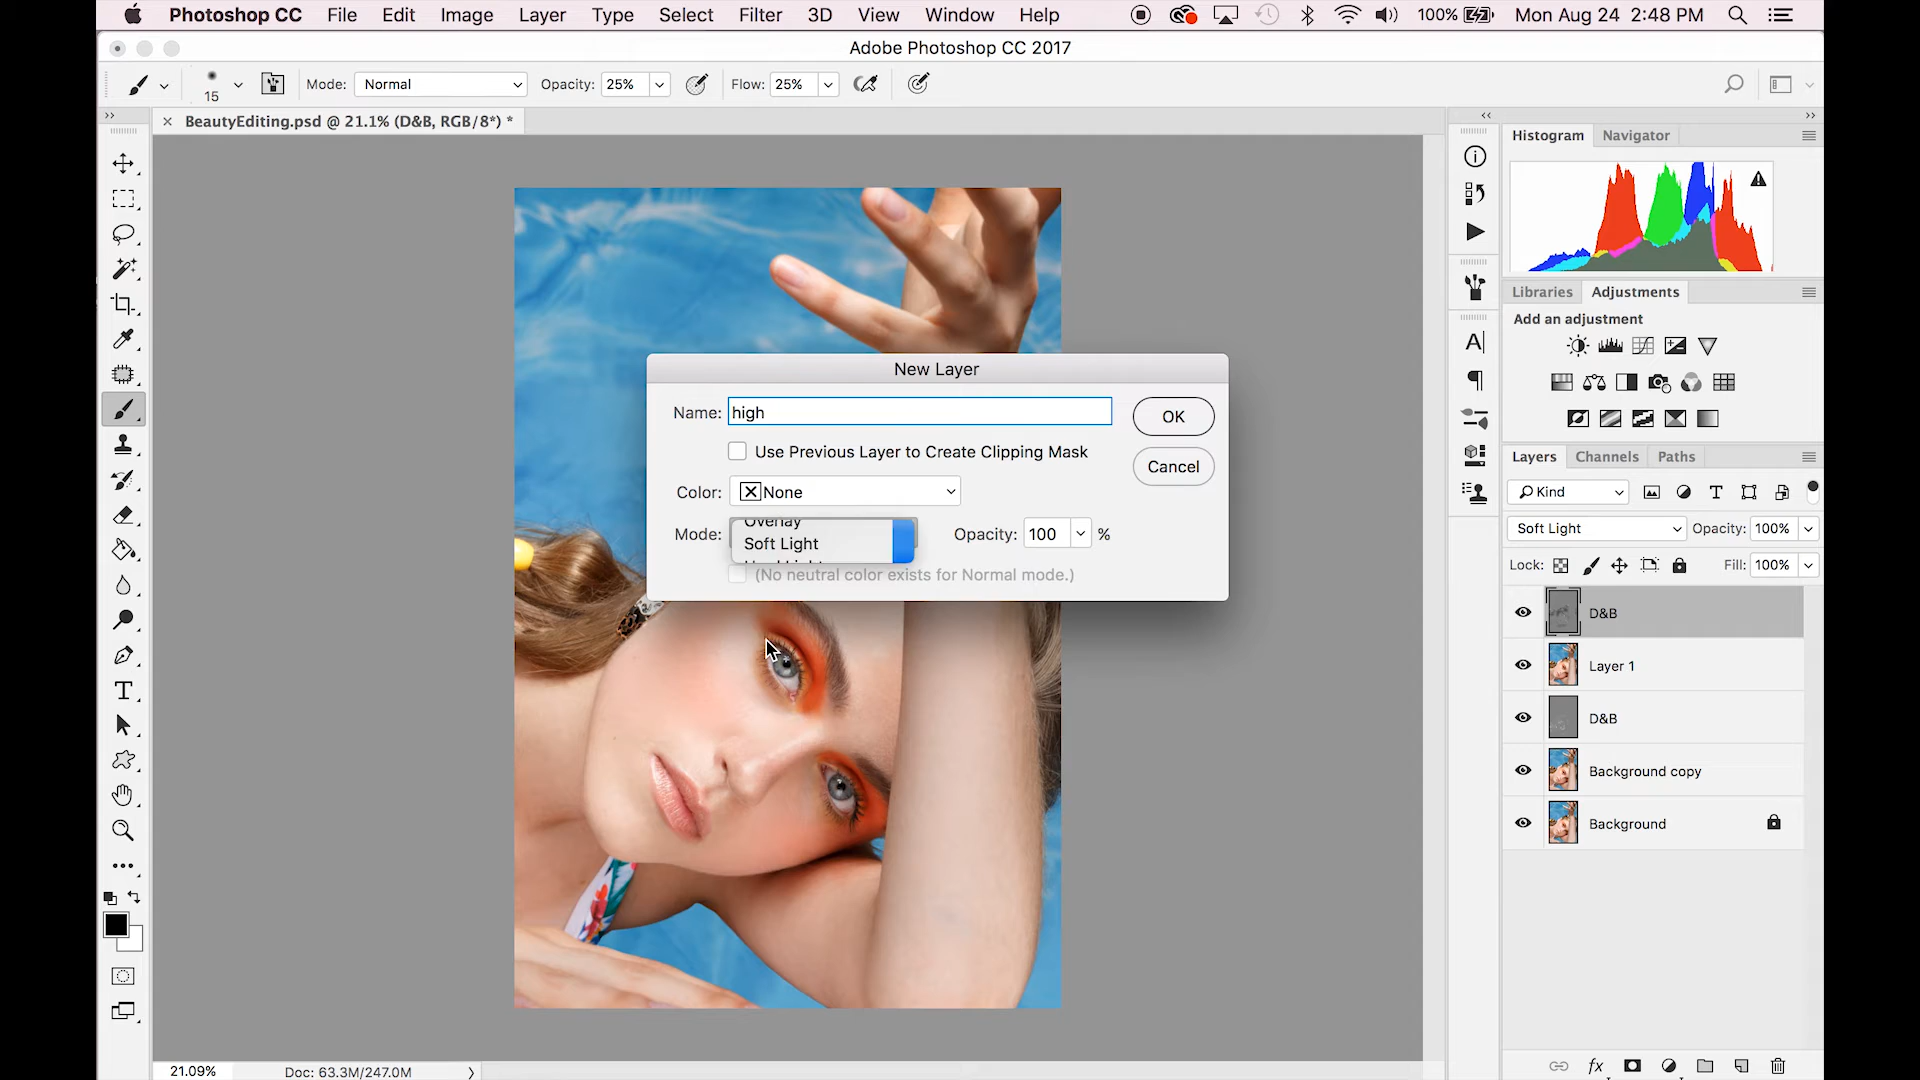 Photoshop CC File Edit Image Layer Type Select Filter 3D View Window Help 100% Mon Aug 24 2:48 PM
Adobe Photoshop CC 2017
15 Mode: Normal Opacity: 25% Flow: 25%
× BeautyEditing.psd @ 21.1% (D&B, RGB/8*) *
Histogram Navigator
Libraries Adjustments
Add an adjustment
New Layer
Name: high
OK
Use Previous Layer to Create Clipping Mask
Cancel
Color: None
Mode: Overlay
Soft Light
Opacity: 100 %
(No neutral color exists for Normal mode.)
Layers Channels Paths
Kind
Soft Light Opacity: 100%
Lock: Fill: 100%
D&B
Layer 1
D&B
Background copy
Background
fx
21.09% Doc: 63.3M/247.0M